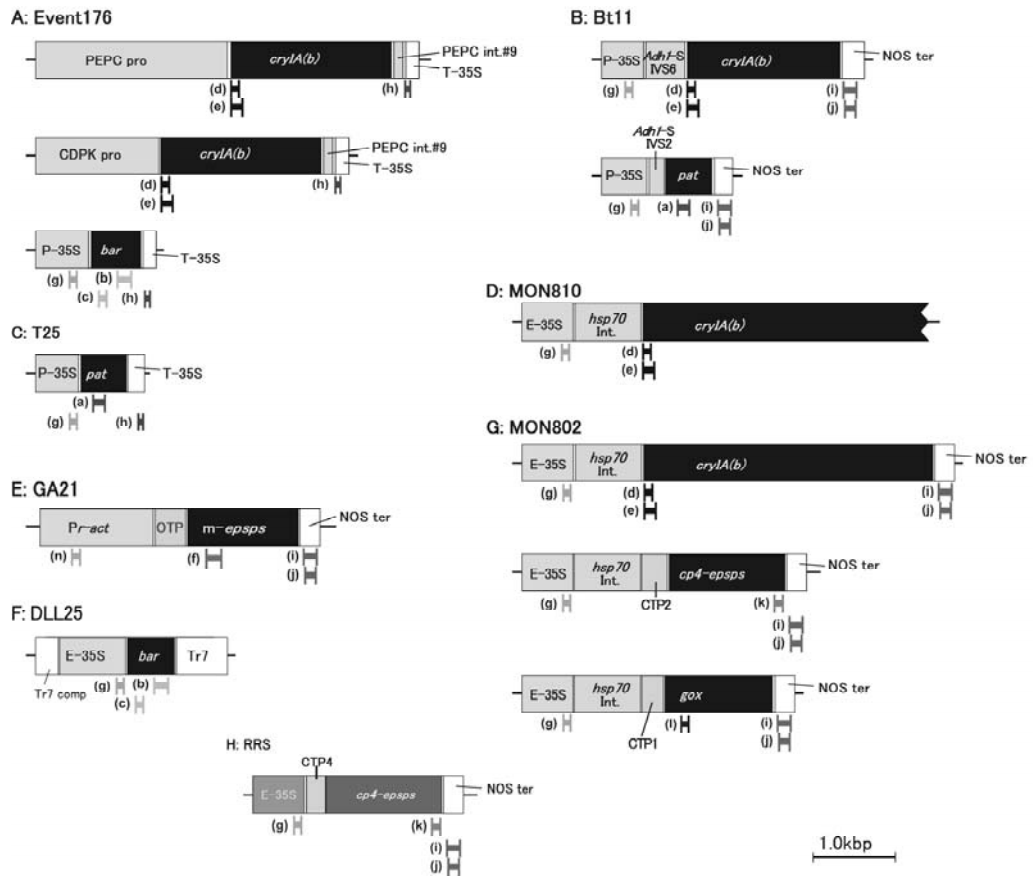 A: Event176
PEPC pro
cryIA(b)
PEPC int.#9
T-35S
(d)
(e)
(h)
CDPK pro
cryIA(b)
PEPC int.#9
T-35S
(d)
(e)
(h)
P-35S
bar
T-35S
(g)
(b)
(c)
(h)
B: Bt11
P-35S
Adh1-S
IVS6
cryIA(b)
NOS ter
(g)
(d)
(e)
(i)
(j)
Adh1-S
IVS2
P-35S
pat
NOS ter
(g)
(a)
(i)
(j)
C: T25
P-35S
pat
T-35S
(a)
(g)
(h)
D: MON810
E-35S
hsp70
Int.
cryIA(b)
(g)
(d)
(e)
E: GA21
Pr-act
OTP
m-epsps
NOS ter
(n)
(f)
(i)
(j)
F: DLL25
E-35S
bar
Tr7
Tr7 comp
(g)
(b)
(c)
G: MON802
E-35S
hsp70
Int.
cryIA(b)
NOS ter
(g)
(d)
(e)
(i)
(j)
E-35S
hsp70
Int.
cp4-epsps
NOS ter
(g)
CTP2
(k)
(i)
(j)
E-35S
hsp70
Int.
gox
NOS ter
(g)
CTP1
(l)
(i)
(j)
H: RRS
CTP4
E-35S
cp4-epsps
NOS ter
(g)
(k)
(i)
(j)
1.0kbp